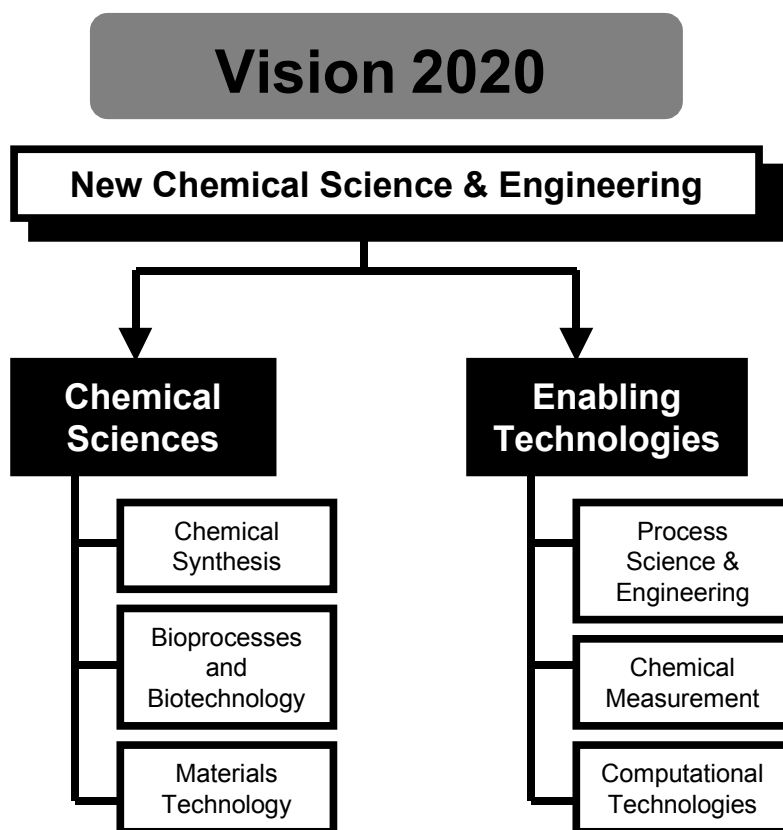 Vision 2020
New Chemical Science & Engineering
Chemical
Sciences
Chemical
Synthesis
Bioprocesses
and
Biotechnology
Materials
Technology
Enabling
Technologies
Process
Science &
Engineering
Chemical
Measurement
Computational
Technologies